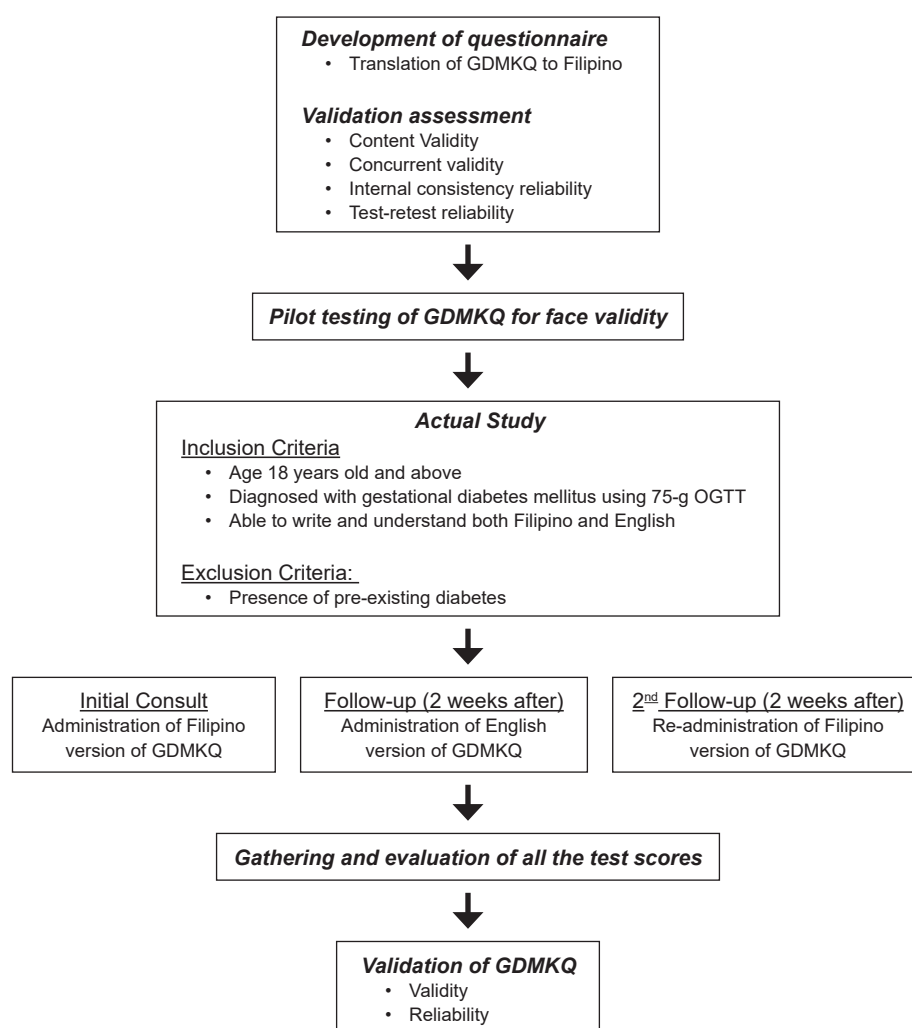 Development of questionnaire
• Translation of GDMKQ to Filipino
Validation assessment
• Content Validity
• Concurrent validity
• Internal consistency reliability
• Test-retest reliability
Pilot testing of GDMKQ for face validity
Actual Study
Inclusion Criteria
• Age 18 years old and above
• Diagnosed with gestational diabetes mellitus using 75-g OGTT
• Able to write and understand both Filipino and English
Exclusion Criteria:
• Presence of pre-existing diabetes
Initial Consult
Administration of Filipino
version of GDMKQ
Follow-up (2 weeks after)
Administration of English
version of GDMKQ
2nd Follow-up (2 weeks after)
Re-administration of Filipino
version of GDMKQ
Gathering and evaluation of all the test scores
Validation of GDMKQ
• Validity
• Reliability